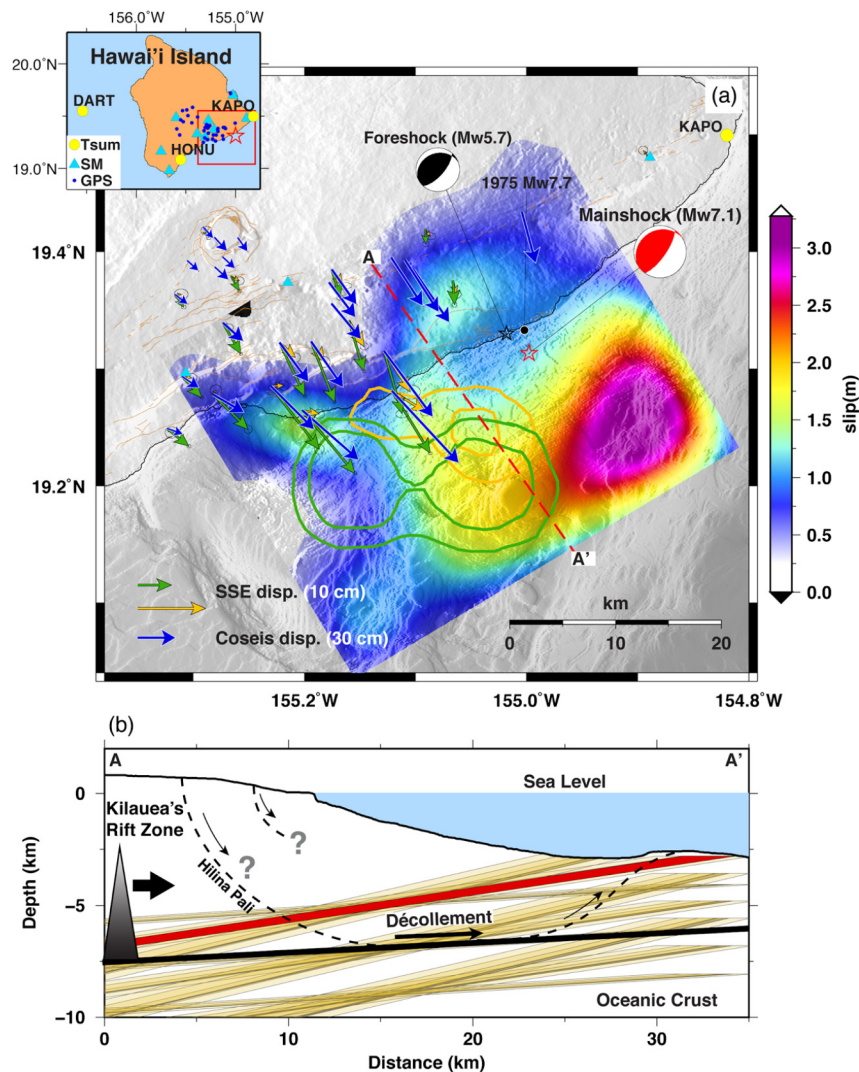 156.0°W
155.0°W
Hawai'i Island
20.0°N
DART
KAPO
Tsum
HONU
SM
GPS
19.0°N
(a)
KAPO
Foreshock (Mw5.7)
1975 Mw7.7
Mainshock (Mw7.1)
A
19.4°N
19.2°N
A'
3.0
2.5
2.0
1.5
1.0
0.5
0.0
slip(m)
SSE disp. (10 cm)
Coseis disp. (30 cm)
km
0 10 20
155.2°W
155.0°W
154.8°W
(b)
A
A'
Sea Level
Kilauea's
Rift Zone
?
?
Hilina Pali
Décollement
Oceanic Crust
0
−5
−10
Depth (km)
0 10 20 30
Distance (km)